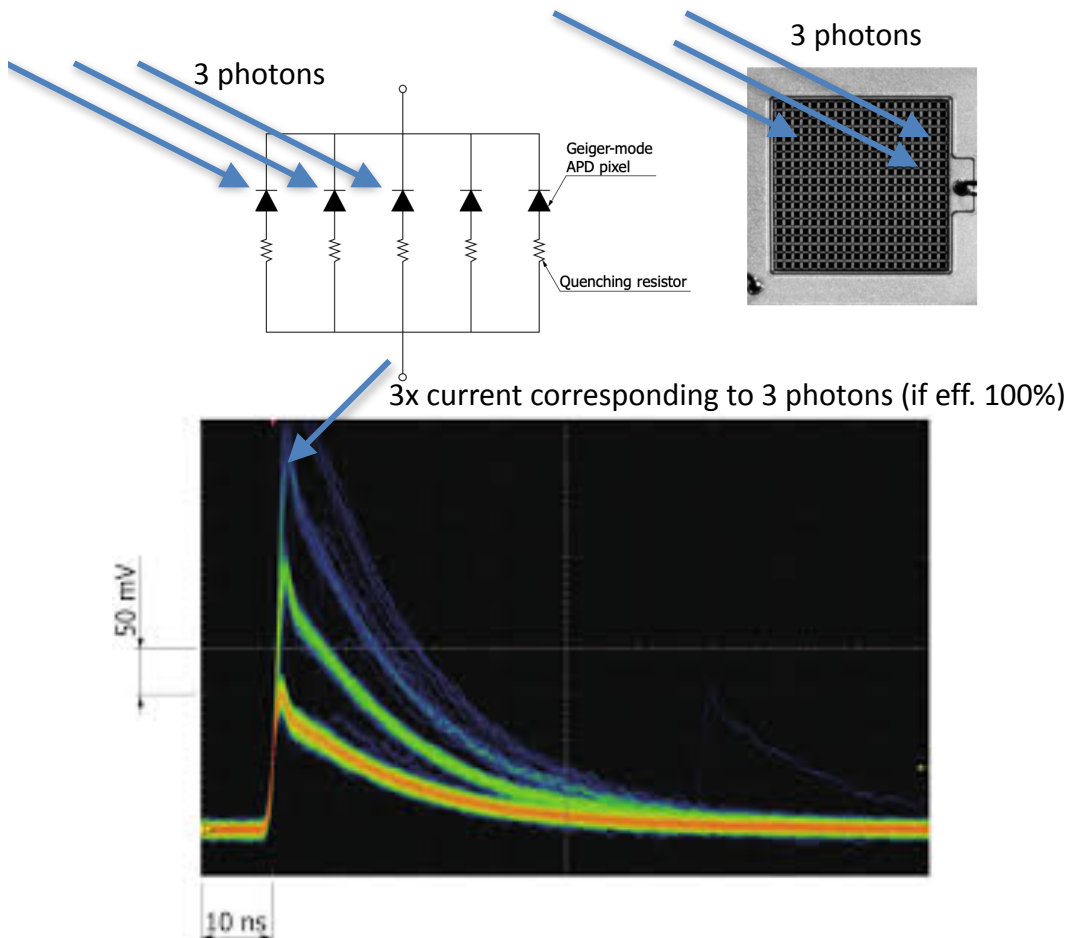 3 photons
3 photons
Geiger-mode
APD pixel
Quenching resistor
3x current corresponding to 3 photons (if eff. 100%)
50 mV
10 ns